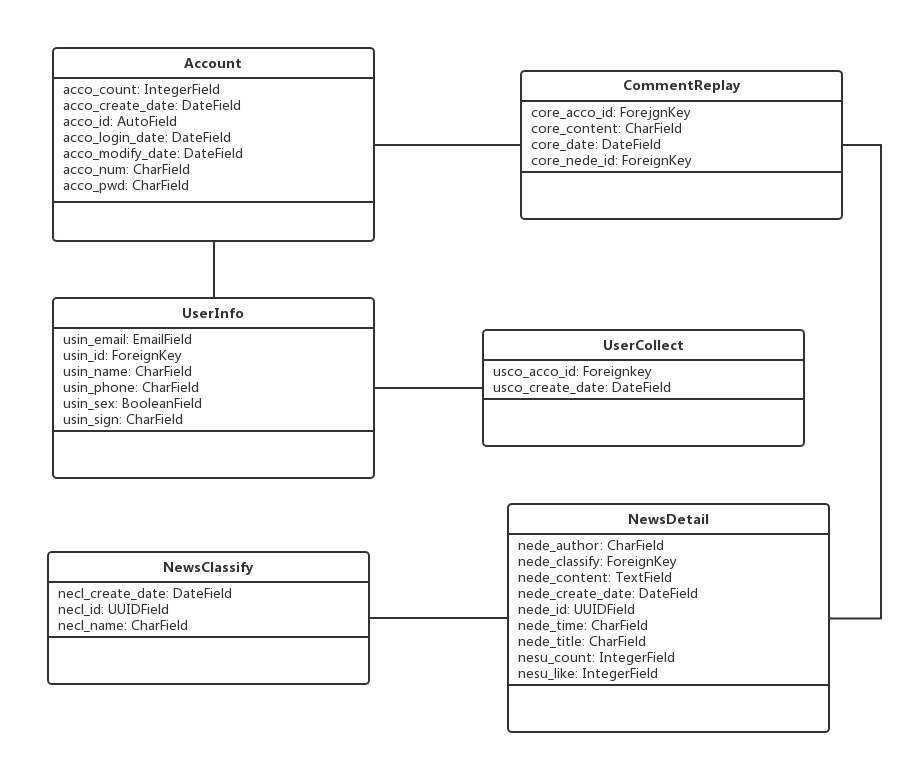 Account
acco_count: IntegerField
acco_create_date: DateField
acco_id: AutoField
acco_login_date: DateField
acco_modify_date: DateField
acco_num: CharField
acco_pwd: CharField
CommentReplay
core_acco_id: ForejgnKey
core_content: CharField
core_date: DateField
core_nede_id: ForeignKey
UserInfo
usin_email: EmailField
usin_id: ForeignKey
usin_name: CharField
usin_phone: CharField
usin_sex: BooleanField
usin_sign: CharField
UserCollect
usco_acco_id: Foreignkey
usco_create_date: DateField
NewsClassify
necl_create_date: DateField
necl_id: UUIDField
necl_name: CharField
NewsDetail
nede_author: CharField
nede_classify: ForeignKey
nede_content: TextField
nede_create_date: DateField
nede_id: UUIDField
nede_time: CharField
nede_title: CharField
nesu_count: IntegerField
nesu_like: IntegerField